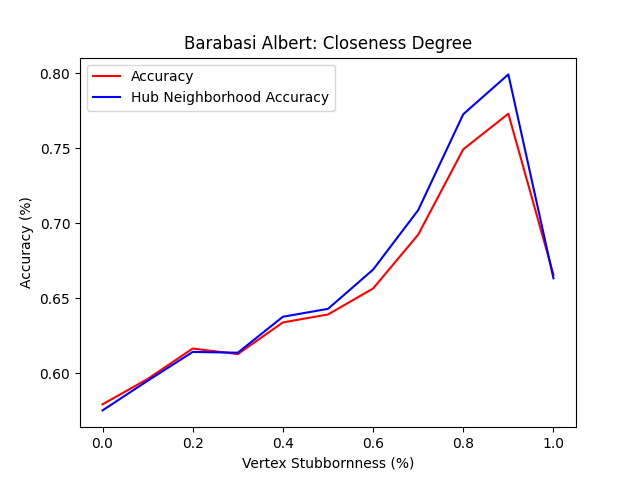 Barabasi Albert: Closeness Degree
Accuracy
Hub Neighborhood Accuracy
Accuracy (%)
0.80
0.75
0.70
0.65
0.60
0.0 0.2 0.4 0.6 0.8 1.0
Vertex Stubbornness (%)